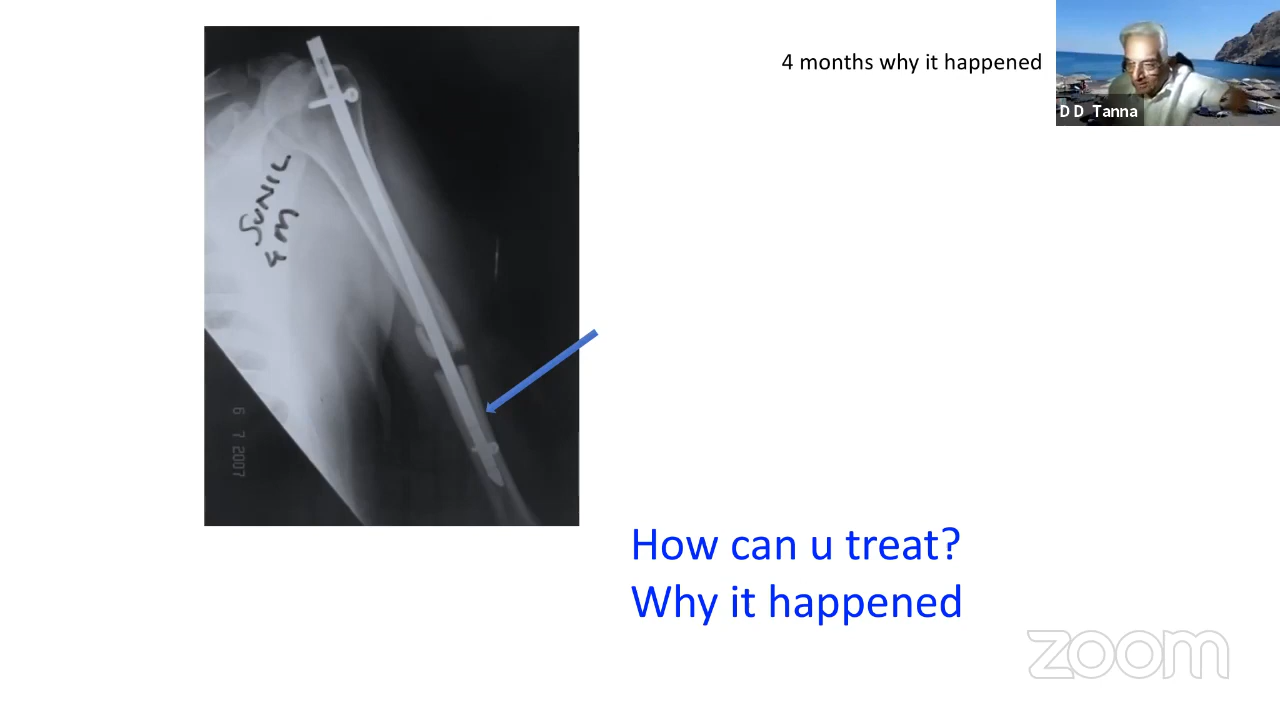 4 months why it happened
D D Tanna
SUNIL
4 M
6 7 2007
How can u treat?
Why it happened
zoom